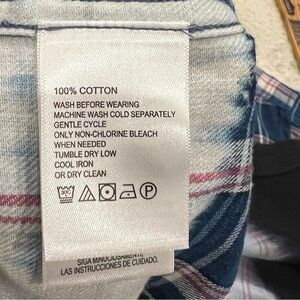 100% COTTON
WASH BEFORE WEARING
MACHINE WASH COLD SEPARATELY
GENTLE CYCLE
ONLY NON-CHLORINE BLEACH
WHEN NEEDED
TUMBLE DRY LOW
COOL IRON
OR DRY CLEAN
30C P
SIGA MINUCIOSAMENTE
LAS INSTRUCCIONES DE CUIDADO.